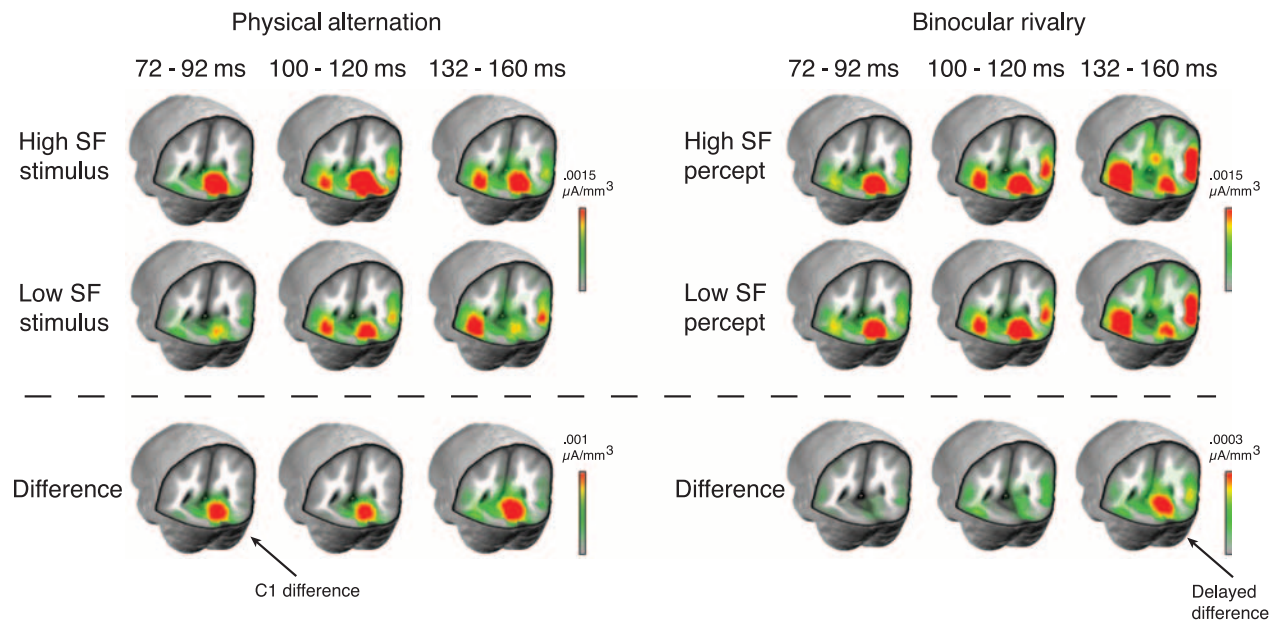 Physical alternation
Binocular rivalry
72 - 92 ms
100 - 120 ms
132 - 160 ms
72 - 92 ms
100 - 120 ms
132 - 160 ms
High SF
stimulus
.0015
µA/mm³
High SF
percept
.0015
µA/mm³
Low SF
stimulus
Low SF
percept
Difference
.001
µA/mm³
Difference
.0003
µA/mm³
C1 difference
Delayed
difference